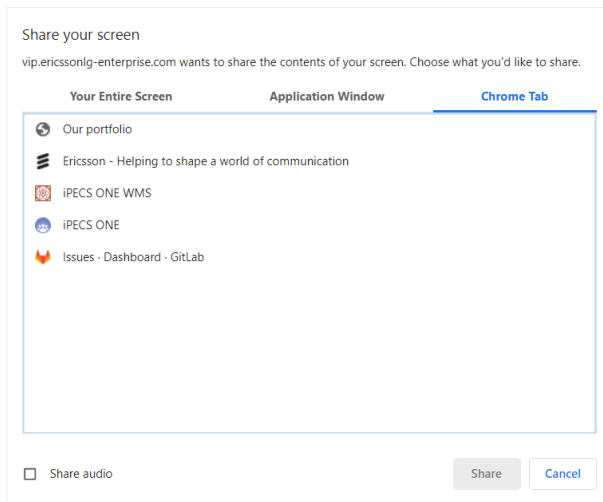 Share your screen
vip.ericssonlg-enterprise.com wants to share the contents of your screen. Choose what you'd like to share.
Your Entire Screen Application Window Chrome Tab
Our portfolio
Ericsson - Helping to shape a world of communication
iPECS ONE WMS
iPECS ONE
Issues · Dashboard · GitLab
Share audio Share Cancel